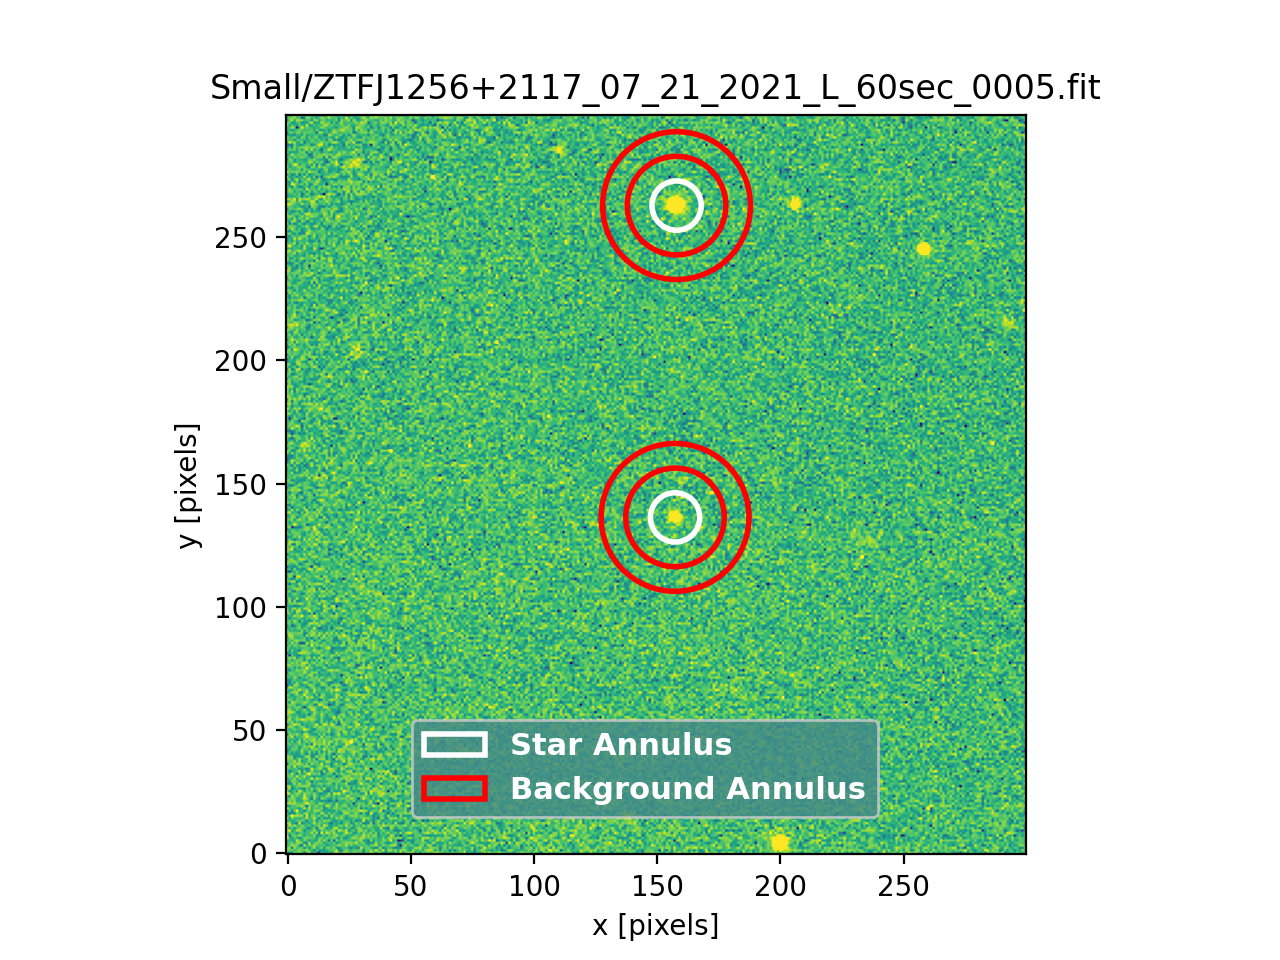 Small/ZTFJ1256+2117_07_21_2021_L_60sec_0005.fit
250
200
150
100
50
0
y [pixels]
Star Annulus
Background Annulus
0 50 100 150 200 250
x [pixels]